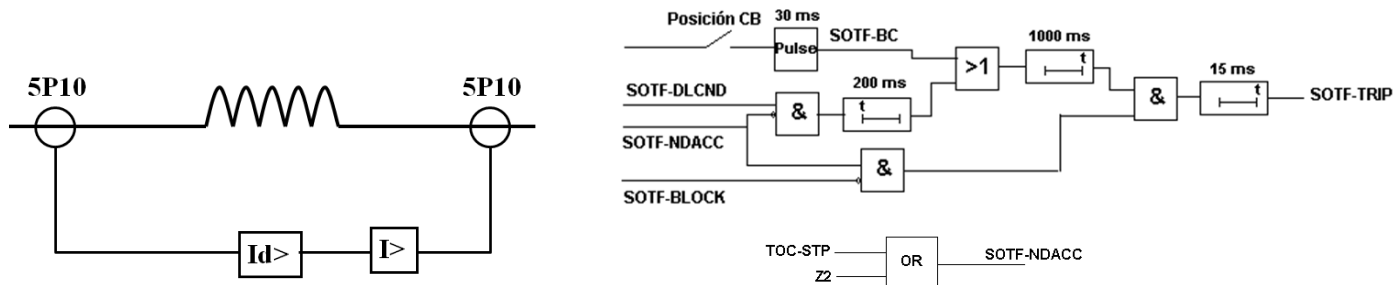 5P10
5P10
Id>
I>
Posición CB
30 ms
Pulse
SOTF-BC
>1
1000 ms
t
SOTF-DLCND
&
200 ms
t
&
15 ms
t
SOTF-TRIP
SOTF-NDACC
&
SOTF-BLOCK
TOC-STP
Z2
OR
SOTF-NDACC